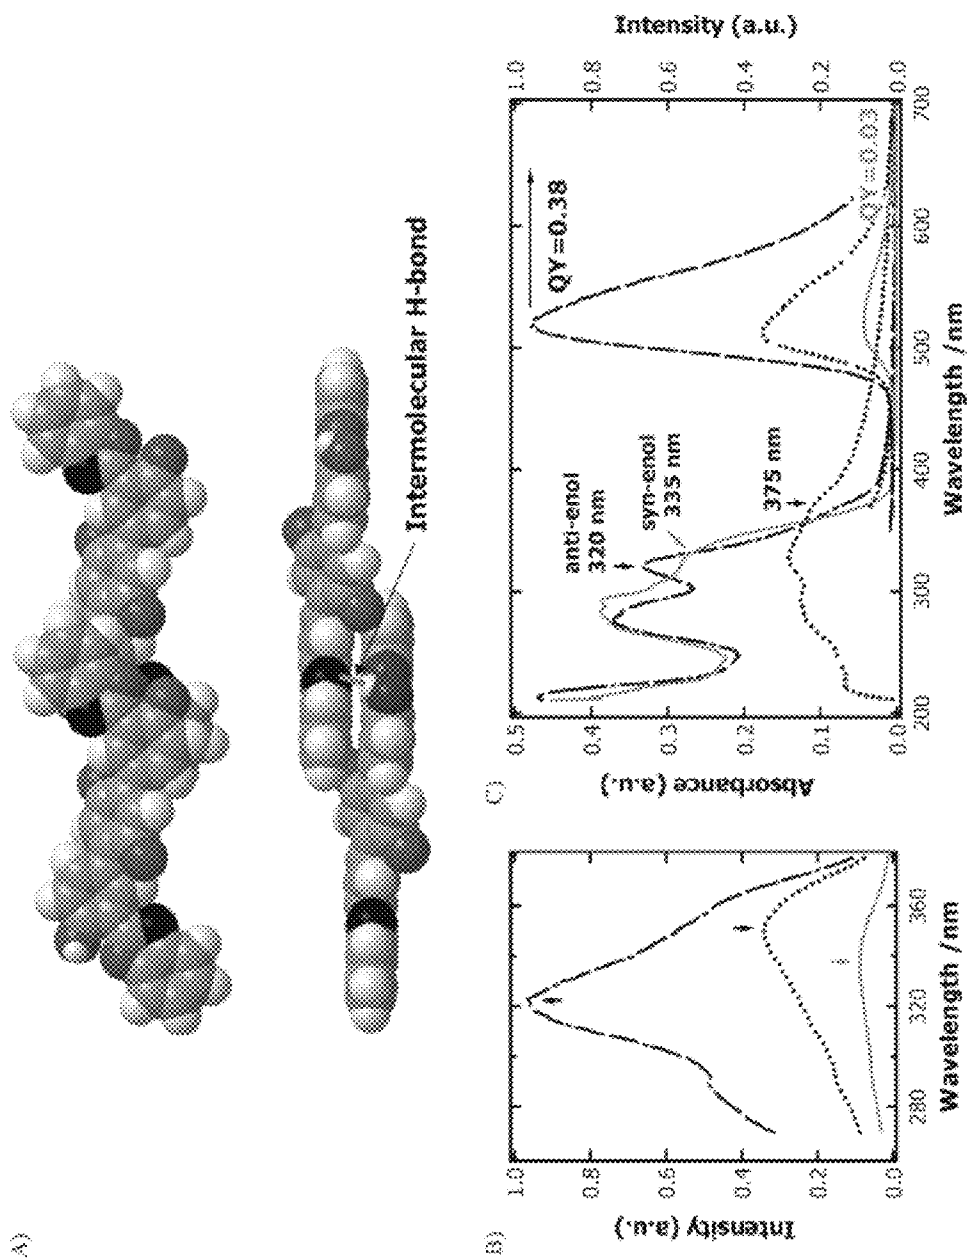 A)
Intermolecular H-bond
B)
Intensity (a.u.)
1.0
0.8
0.6
0.4
0.2
0.0
280
320
360
Wavelength /nm
C)
Absorbance (a.u.)
0.5
0.4
0.3
0.2
0.1
0.0
anti-enol
320 nm
syn-enol
335 nm
375 nm
QY=0.38
QY=0.03
200
300
400
500
600
700
Wavelength /nm
1.0
0.8
0.6
0.4
0.2
0.0
Intensity (a.u.)